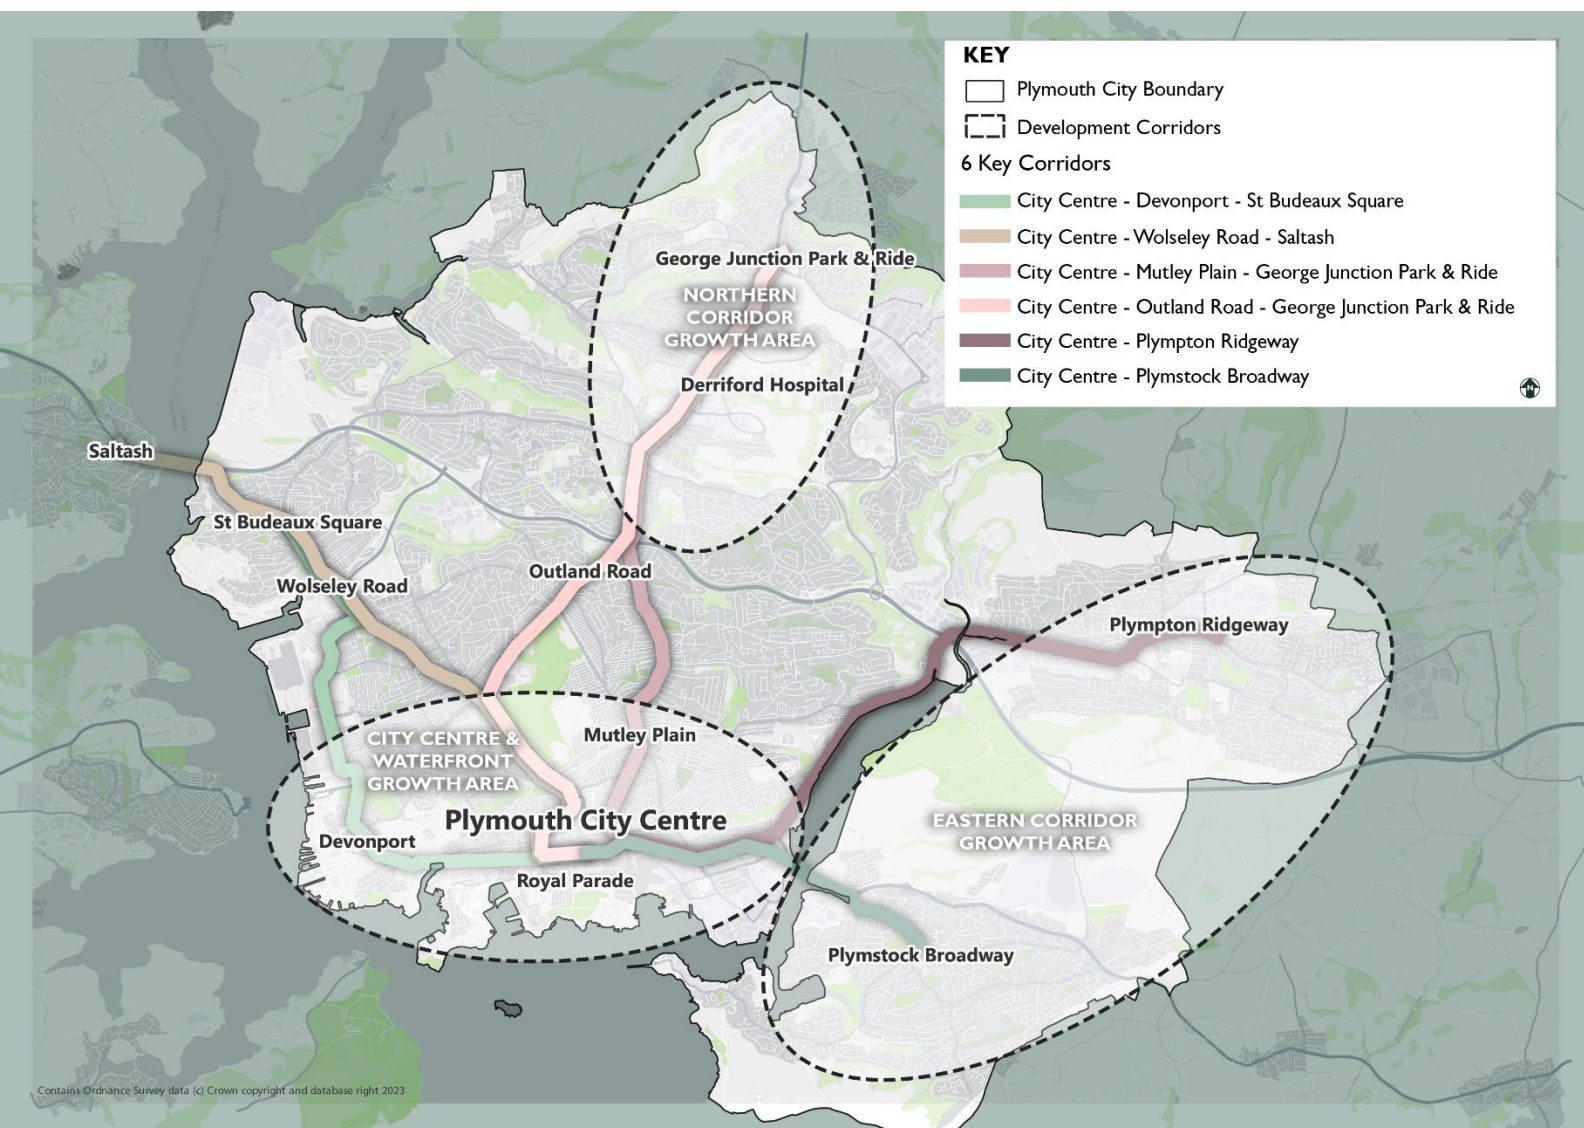 KEY
Plymouth City Boundary
Development Corridors
6 Key Corridors
City Centre - Devonport - St Budeaux Square
City Centre - Wolseley Road - Saltash
City Centre - Mutley Plain - George Junction Park & Ride
City Centre - Outland Road - George Junction Park & Ride
City Centre - Plympton Ridgeway
City Centre - Plymstock Broadway
N
George Junction Park & Ride
NORTHERN
CORRIDOR
GROWTH AREA
Derriford Hospital
Saltash
St Budeaux Square
Wolseley Road
Outland Road
Plympton Ridgeway
Mutley Plain
CITY CENTRE &
WATERFRONT
GROWTH AREA
Plymouth City Centre
EASTERN CORRIDOR
GROWTH AREA
Devonport
Royal Parade
Plymstock Broadway
Contains Ordnance Survey data (c) Crown copyright and database right 2023